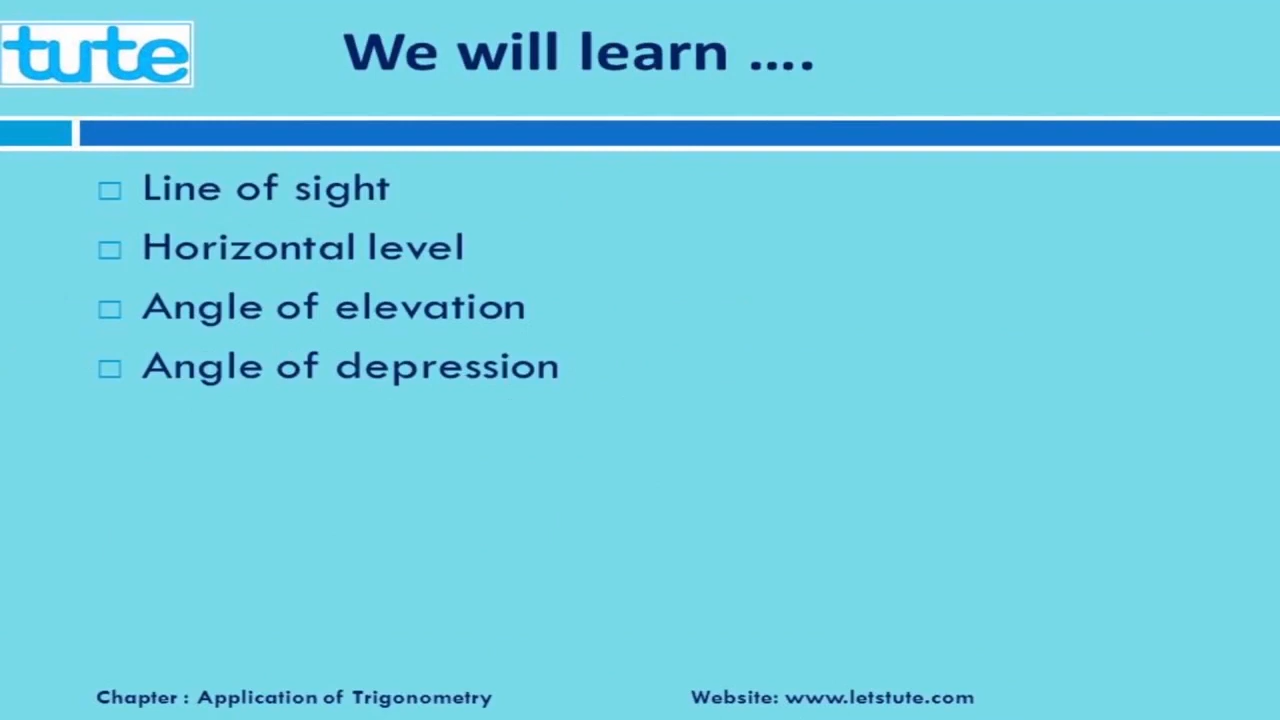 tute
We will learn ....
Line of sight
Horizontal level
Angle of elevation
Angle of depression
Chapter : Application of Trigonometry
Website: www.letstute.com